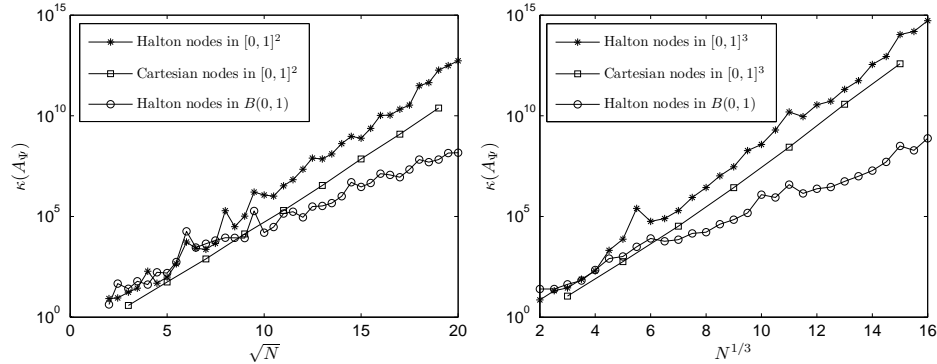 10^15
10^10
10^5
10^0
κ(A_Ψ)
Halton nodes in [0, 1]^2
Cartesian nodes in [0, 1]^2
Halton nodes in B(0, 1)
0 5 10 15 20
√N
10^15
10^10
10^5
10^0
κ(A_Ψ)
Halton nodes in [0, 1]^3
Cartesian nodes in [0, 1]^3
Halton nodes in B(0, 1)
2 4 6 8 10 12 14 16
N^1/3